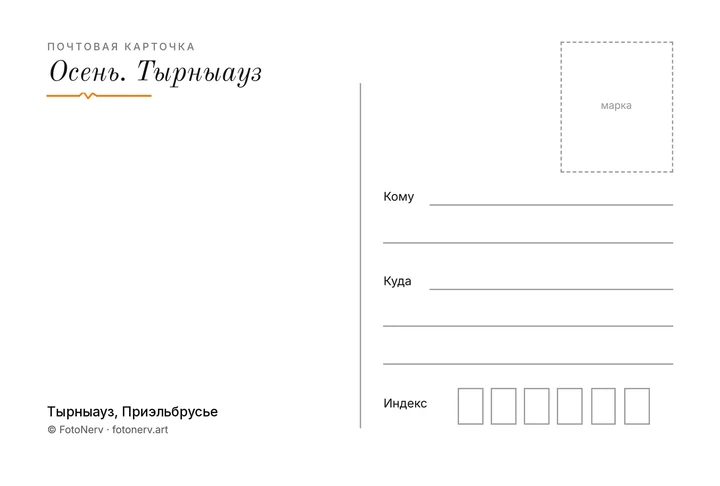 ПОЧТОВАЯ КАРТОЧКА
Осень. Тырныауз
марка
Кому
Куда
Индекс
Тырныауз, Приэльбрусье
© FotoNerv · fotonerv.art